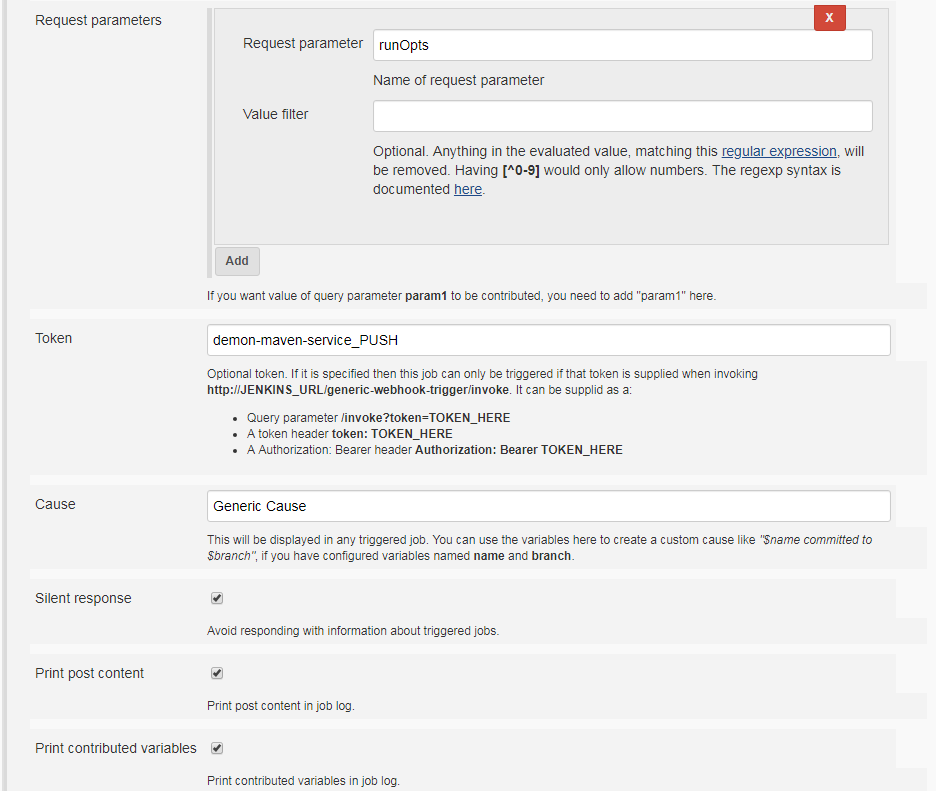 Request parameters
X
Request parameter runOpts
Name of request parameter
Value filter
Optional. Anything in the evaluated value, matching this regular expression, will
be removed. Having [^0-9] would only allow numbers. The regexp syntax is
documented here.
Add
If you want value of query parameter param1 to be contributed, you need to add "param1" here.
Token demon-maven-service_PUSH
Optional token. If it is specified then this job can only be triggered if that token is supplied when invoking
http://JENKINS_URL/generic-webhook-trigger/invoke. It can be supplid as a:
• Query parameter /invoke?token=TOKEN_HERE
• A token header token: TOKEN_HERE
• A Authorization: Bearer header Authorization: Bearer TOKEN_HERE
Cause Generic Cause
This will be displayed in any triggered job. You can use the variables here to create a custom cause like "$name committed to
$branch", if you have configured variables named name and branch.
Silent response
Avoid responding with information about triggered jobs.
Print post content
Print post content in job log.
Print contributed variables
Print contributed variables in job log.